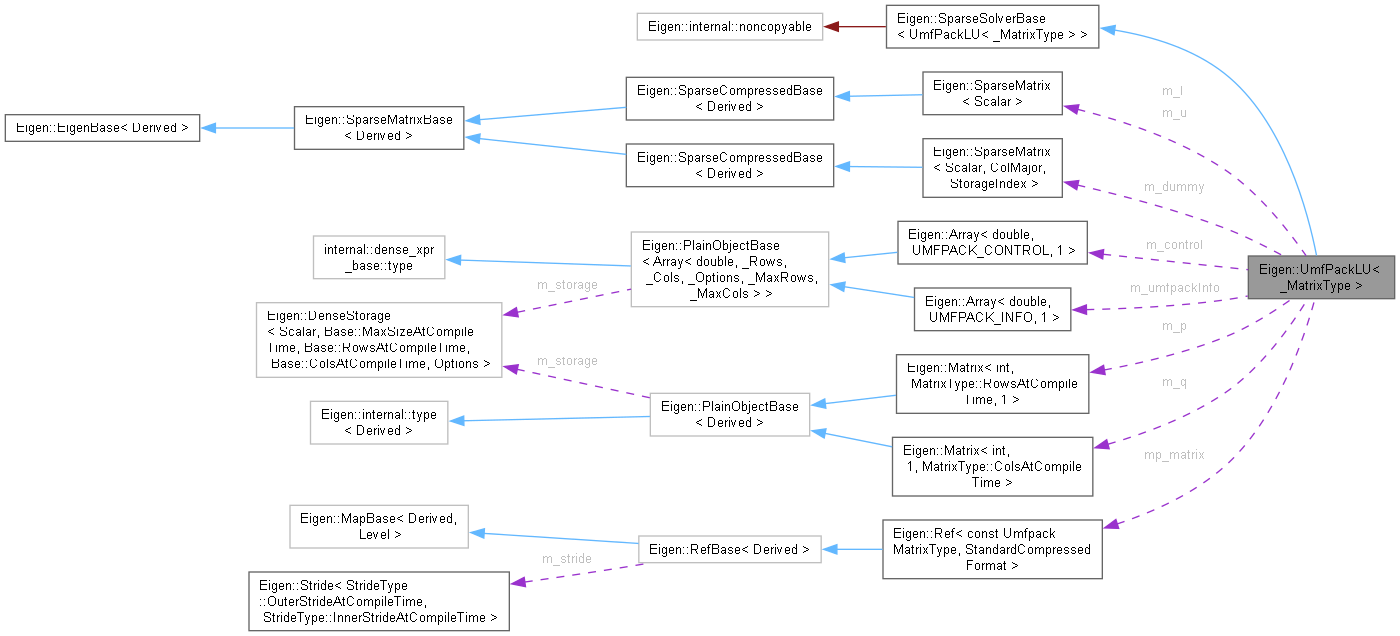 Eigen::internal::noncopyable
Eigen::SparseSolverBase
< UmfPackLU< _MatrixType > >
Eigen::EigenBase< Derived >
Eigen::SparseMatrixBase
< Derived >
Eigen::SparseCompressedBase
< Derived >
Eigen::SparseMatrix
< Scalar >
m_l
m_u
Eigen::SparseCompressedBase
< Derived >
Eigen::SparseMatrix
< Scalar, ColMajor,
StorageIndex >
m_dummy
internal::dense_xpr
_base::type
Eigen::PlainObjectBase
< Array< double, _Rows,
_Cols, _Options, _MaxRows,
_MaxCols > >
Eigen::Array< double,
UMFPACK_CONTROL, 1 >
m_control
Eigen::UmfPackLU<
_MatrixType >
m_storage
Eigen::Array< double,
UMFPACK_INFO, 1 >
m_umfpackInfo
Eigen::DenseStorage
< Scalar, Base::MaxSizeAtCompile
Time, Base::RowsAtCompileTime,
Base::ColsAtCompileTime, Options >
m_storage
m_p
Eigen::Matrix< int,
MatrixType::RowsAtCompile
Time, 1 >
m_q
Eigen::internal::type
< Derived >
Eigen::PlainObjectBase
< Derived >
Eigen::Matrix< int,
1, MatrixType::ColsAtCompile
Time >
mp_matrix
Eigen::MapBase< Derived,
Level >
Eigen::RefBase< Derived >
Eigen::Ref< const Umfpack
MatrixType, StandardCompressed
Format >
m_stride
Eigen::Stride< StrideType
::OuterStrideAtCompileTime,
StrideType::InnerStrideAtCompileTime >